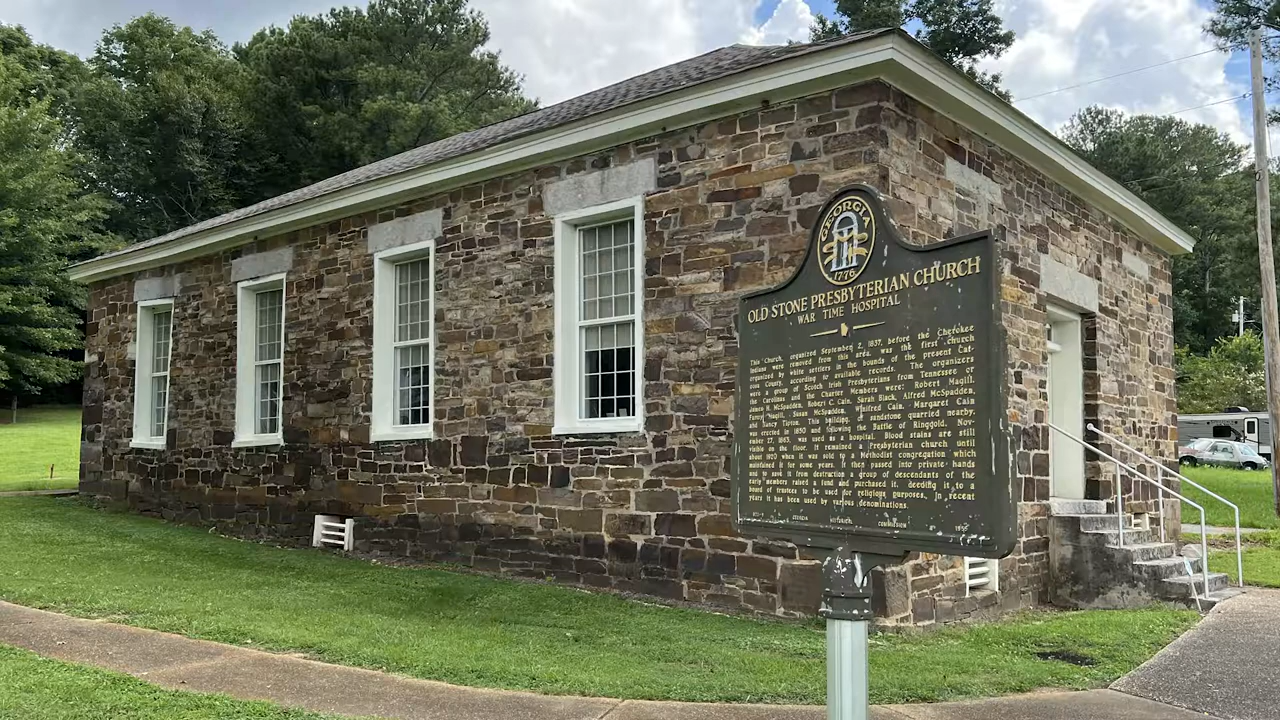 GEORGIA
1776
OLD STONE PRESBYTERIAN CHURCH
WAR TIME HOSPITAL
This Church, organized September 2, 1837, before the Cherokee
Indians were removed from this area, was the first church
organized by white settlers in the bounds of the present Cat-
oosa County, according to available records. The organizers
were a group of Scotch Irish Presbyterians from Tennessee or
the Carolinas and the Charter Members were: Robert Magill,
James H. McSpadden, Robert C. Cain, Sarah Black, Alfred McSpadden,
Fanny Magill, Susan McSpadden, Whilfred Cain, Margaret Cain
and Nancy Tipton. This building, of sandstone quarried nearby,
was erected in 1850 and following the Battle of Ringgold, Nov-
ember 27, 1863, was used as a hospital. Blood stains are still
visible on the floor. It remained a Presbyterian church until
about 1920 when it was sold to a Methodist congregation which
maintained it for some years. It then passed into private hands
and to save it from destruction a group of descendants of the
early members raised a fund and purchased it, deeding it to a
board of trustees to be used for religious purposes. In recent
years it has been used by various denominations.
GEORGIA HISTORICAL COMMISSION